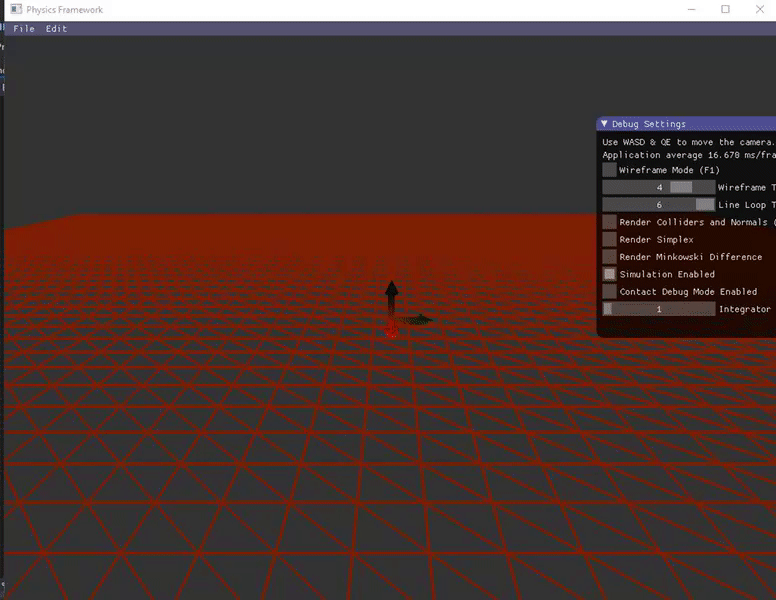 Physics Framework
File Edit
Debug Settings
Use WASD & QE to move the camera.
Application average 16.670 ms/fra
Wireframe Mode (F1)
4 Wireframe T
6 Line Loop T
Render Colliders and Normals (
Render Simplex
Render Minkowski Difference
Simulation Enabled
Contact Debug Mode Enabled
1 Integrator